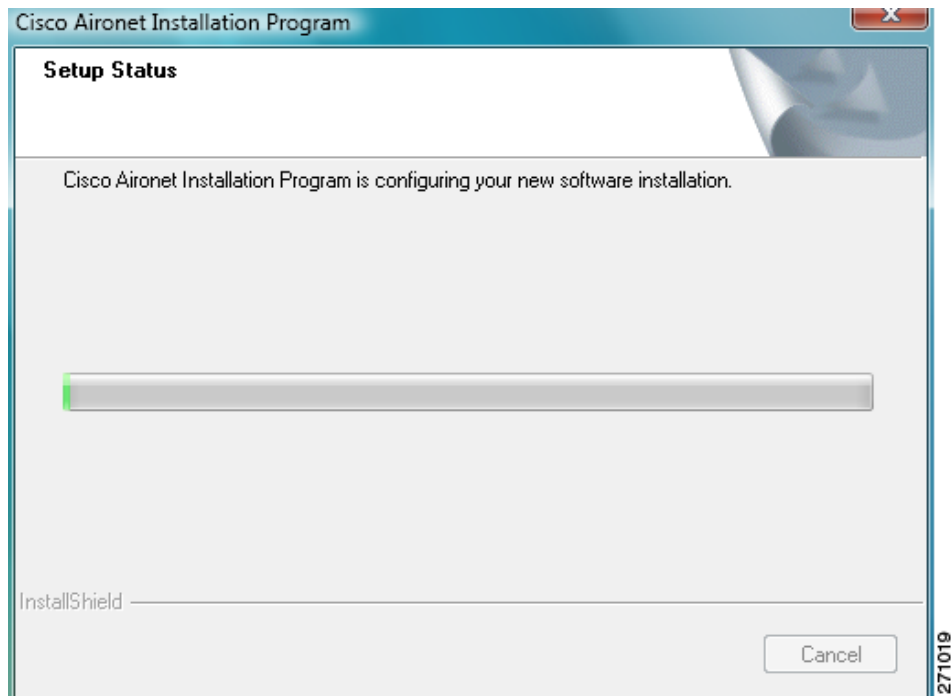 Cisco Aironet Installation Program
Setup Status
Cisco Aironet Installation Program is configuring your new software installation.
InstallShield
Cancel
271019